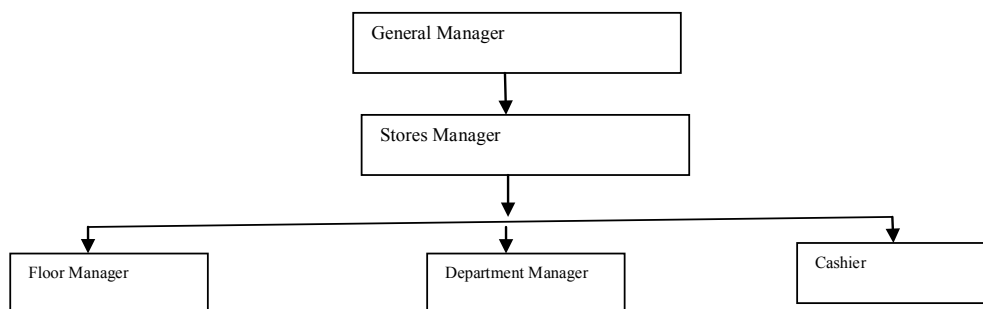 General Manager
Stores Manager
Floor Manager
Department Manager
Cashier